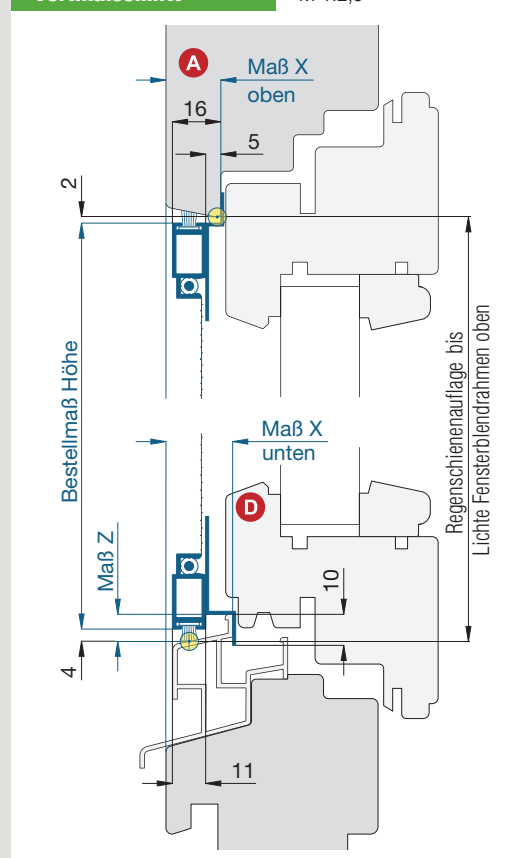 A
Maß X
oben
16
5
2
Bestellmaß Höhe
Regenschienenauflage bis
Lichte Fensterblendrahmen oben
Maß X
unten
D
Maß Z
10
4
11